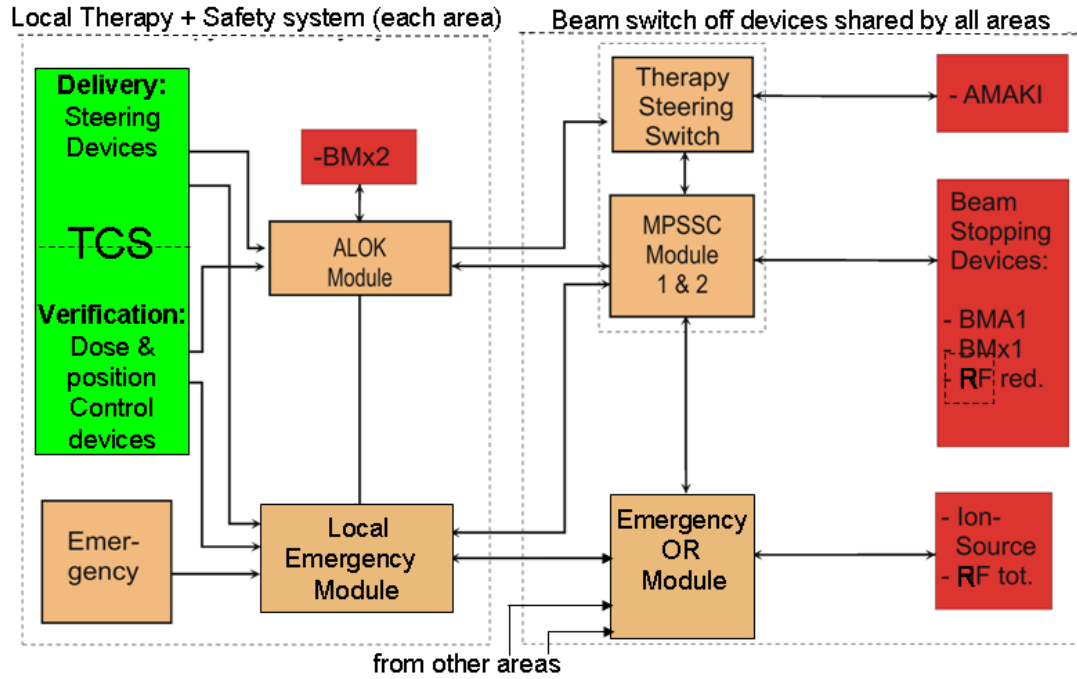 Local Therapy + Safety system (each area)
Beam switch off devices shared by all areas
Delivery:
Steering
Devices
TCS
Verification:
Dose &
position
Control
devices
-BMx2
ALOK
Module
Emer-
gency
Local
Emergency
Module
Therapy
Steering
Switch
MPSSC
Module
1 & 2
Emergency
OR
Module
from other areas
- AMAKI
Beam
Stopping
Devices:
- BMA1
- BMx1
- RF red.
- Ion-
Source
- RF tot.